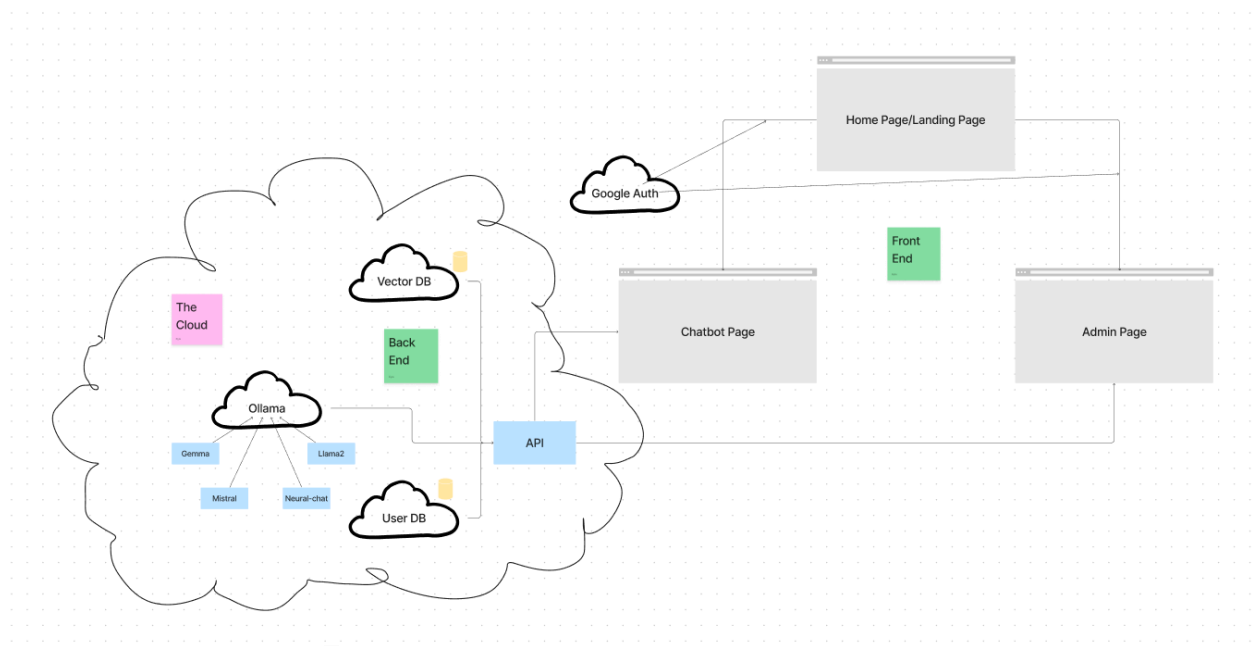 Home Page/Landing Page
Google Auth
Front
End
Vector DB
The
Cloud
Back
End
Chatbot Page
Admin Page
Ollama
API
Gemma
Llama2
Mistral
Neural-chat
User DB